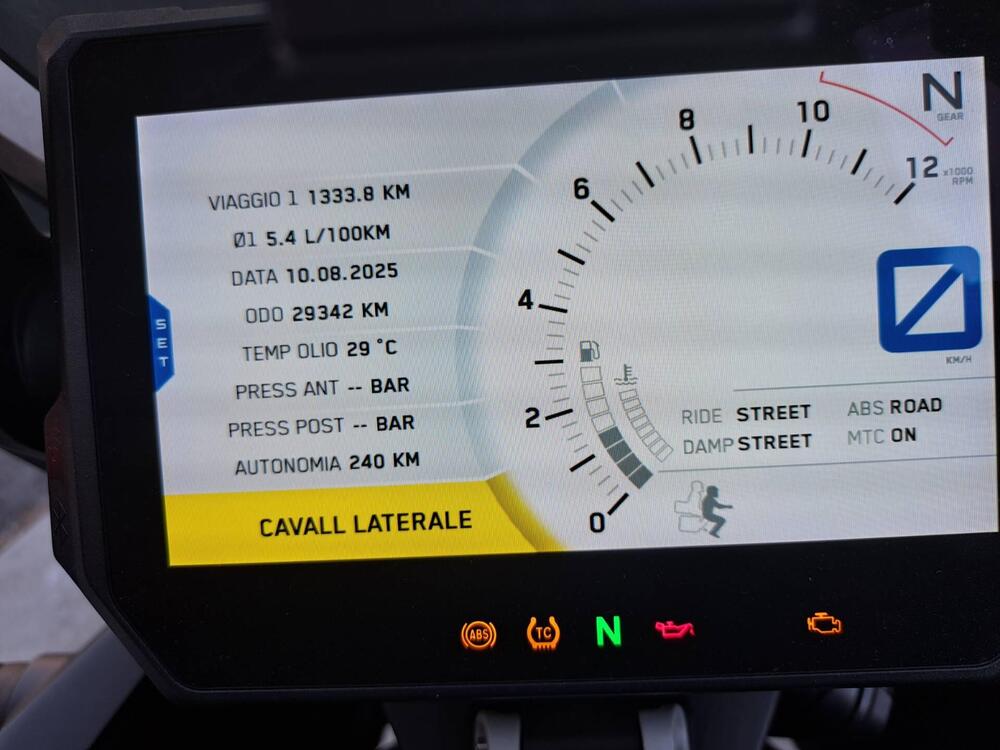 VIAGGIO 1 1333.8 KM
Ø1 5.4 L/100KM
DATA 10.08.2025
ODO 29342 KM
TEMP OLIO 29 °C
PRESS ANT -- BAR
PRESS POST -- BAR
AUTONOMIA 240 KM
CAVALL LATERALE
SET
0
2
4
6
8
10
12 x1000 RPM
N
GEAR
0
KM/H
RIDE STREET ABS ROAD
DAMP STREET MTC ON
ABS TC N